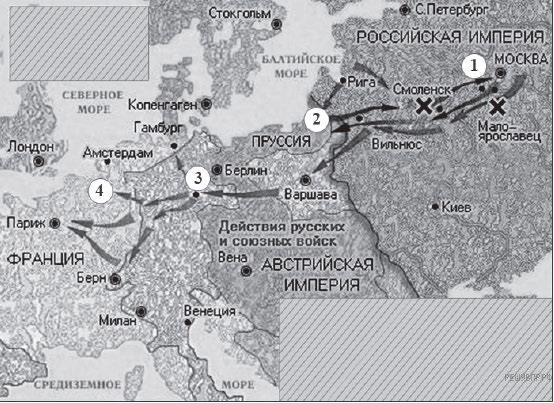 Стокгольм
С.Петербург
РОССИЙСКАЯ ИМПЕРИЯ
1
МОСКВА
БАЛТИЙСКОЕ
МОРЕ
Рига
Смоленск
СЕВЕРНОЕ
МОРЕ
Копенгаген
Гамбург
2
Мало-
ярославец
ПРУССИЯ
Вильнюс
Лондон
Амстердам
Берлин
3
4
Варшава
Париж
Киев
Действия русских
и союзных войск
ФРАНЦИЯ
Вена
АВСТРИЙСКАЯ
ИМПЕРИЯ
Берн
Милан
Венеция
СРЕДИЗЕМНОЕ
МОРЕ